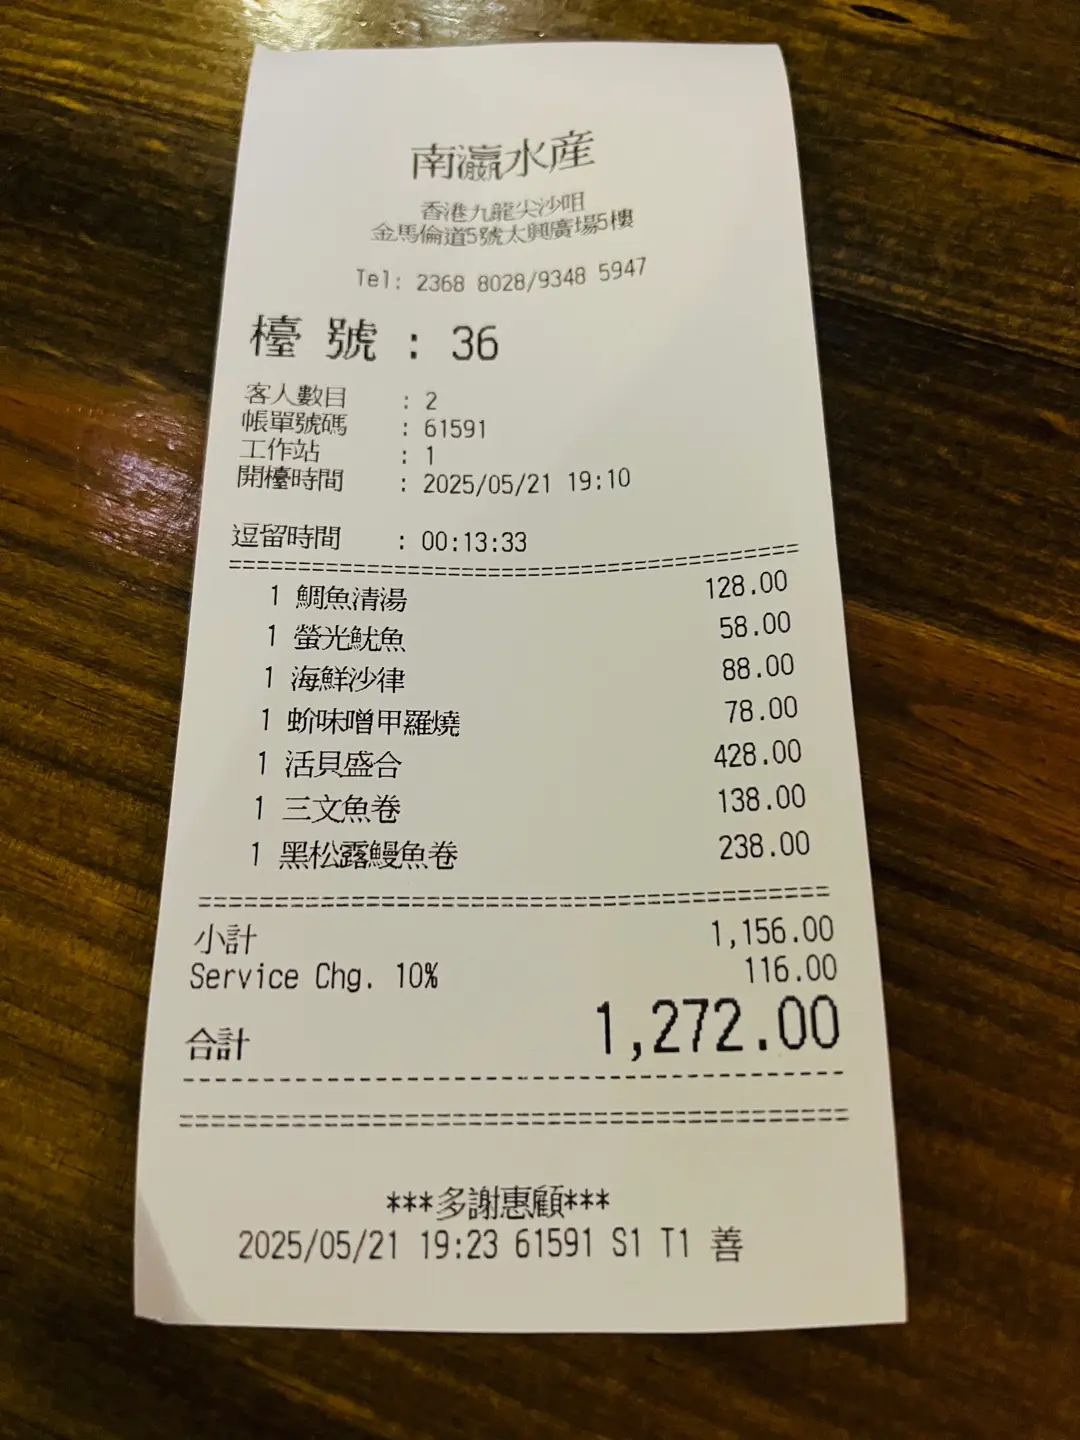 南瀛水產
香港九龍尖沙咀
金馬倫道5號太興廣場5樓
Tel: 2368 8028/9348 5947
檯 號 : 36
客人數目 : 2
帳單號碼 : 61591
工作站 : 1
開檯時間 : 2025/05/21 19:10
逗留時間 : 00:13:33
1 鯛魚清湯 128.00
1 螢光魷魚 58.00
1 海鮮沙律 88.00
1 蚧味噌甲羅燒 78.00
1 活貝盛合 428.00
1 三文魚卷 138.00
1 黑松露鰻魚卷 238.00
小計 1,156.00
Service Chg. 10% 116.00
合計 1,272.00
***多謝惠顧***
2025/05/21 19:23 61591 S1 T1 善